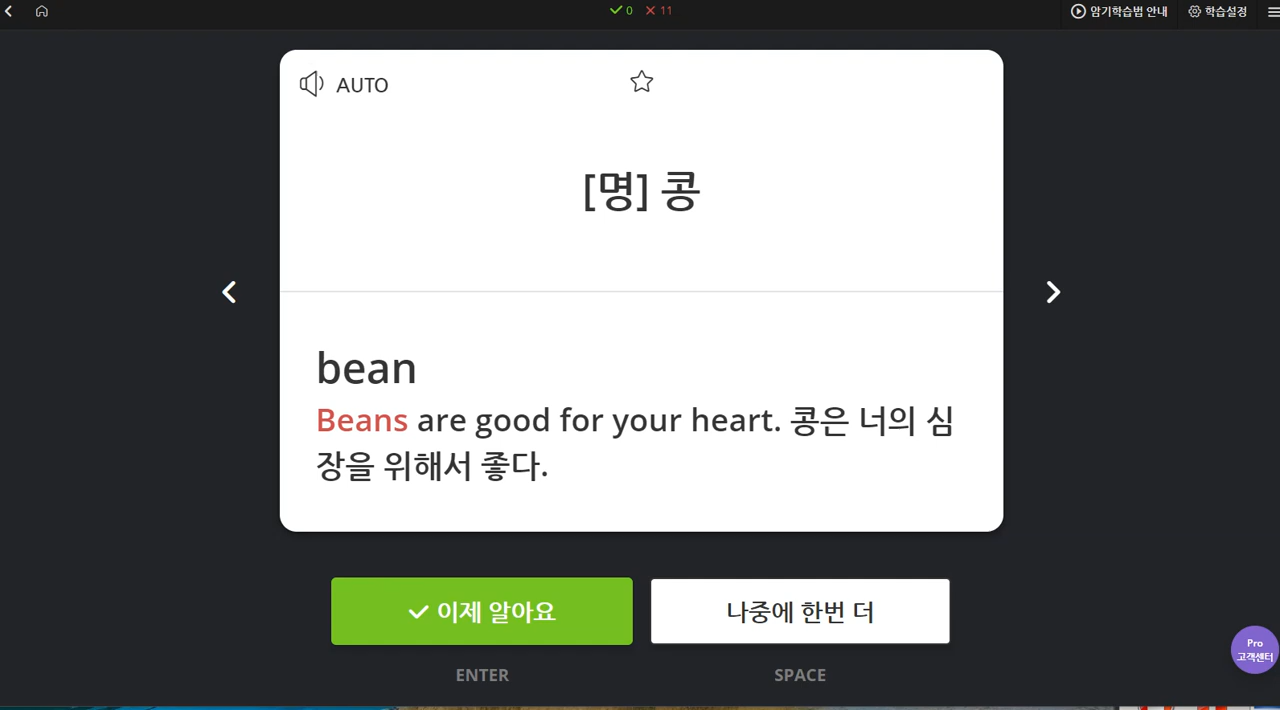 0 11 암기학습법 안내 학습설정
AUTO
[명] 콩
bean
Beans are good for your heart. 콩은 너의 심
장을 위해서 좋다.
이제 알아요 나중에 한번 더
ENTER SPACE
Pro
고객센터